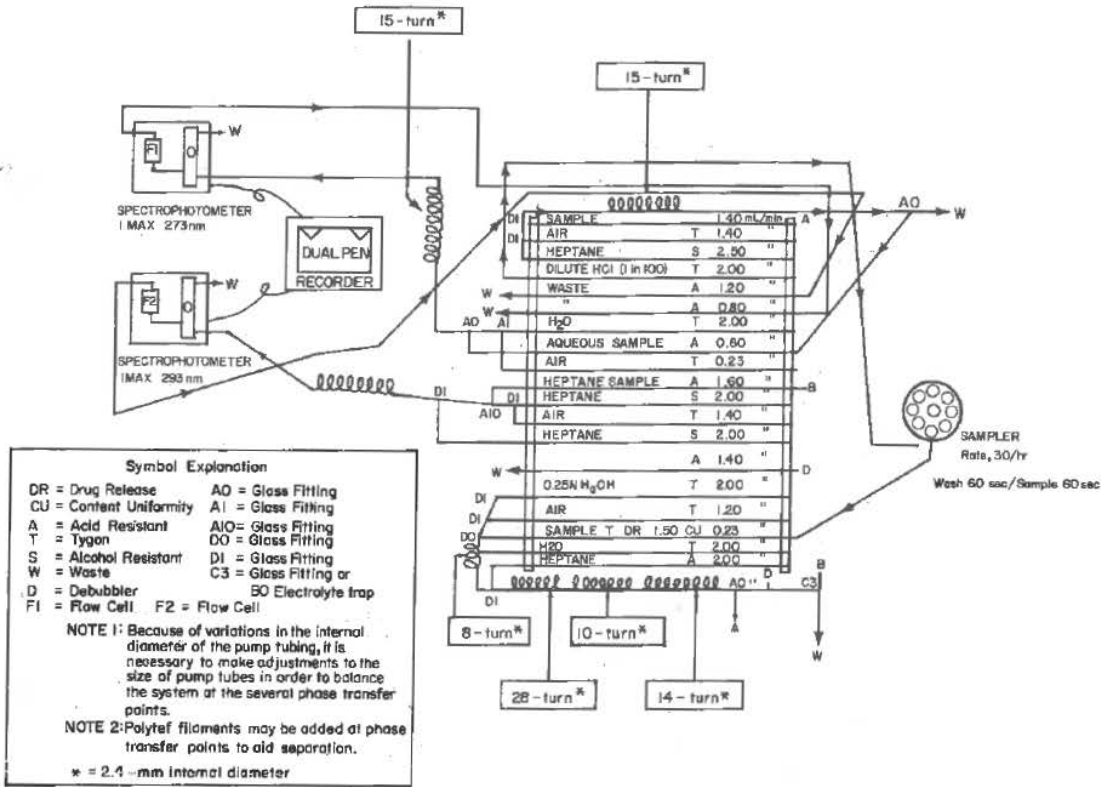 15-turn*
15-turn*
F1
O
W
SPECTROPHOTOMETER
1 MAX 273nm
DUAL PEN
RECORDER
F2
O
W
SPECTROPHOTOMETER
1 MAX 293nm
DI SAMPLE 1.40 mL/min A
AO W
DI AIR T 1.40 "
HEPTANE S 2.50 "
DILUTE HCl (1 in 100) T 2.00 "
W WASTE A 1.20 "
W " A 0.80 "
AO A1 H2O T 2.00 "
AQUEOUS SAMPLE A 0.60 "
AIR T 0.23 "
HEPTANE SAMPLE A 1.60 " B
DI DI HEPTANE S 2.00 "
A10 AIR T 1.40 "
HEPTANE S 2.00 "
W A 1.40 " D
0.25N HgOH T 2.00 "
DI
AIR T 1.20 "
DI
DO SAMPLE T DR 1.50 CU 0.23 "
H2O T 2.00 "
HEPTANE A 2.00 "
DI D
AO" C3 B
A
W
SAMPLER
Rate, 30/hr
Wash 60 sec/Sample 60 sec
8-turn*
10-turn*
28-turn*
14-turn*
Symbol Explanation
DR = Drug Release AO = Glass Fitting
CU = Content Uniformity A1 = Glass Fitting
A = Acid Resistant A10= Glass Fitting
T = Tygon DO = Glass Fitting
S = Alcohol Resistant DI = Glass Fitting
W = Waste C3 = Glass Fitting or
D = Debubbler BO Electrolyte trap
F1 = Flow Cell F2 = Flow Cell
NOTE 1: Because of variations in the internal
diameter of the pump tubing, it is
necessary to make adjustments to the
size of pump tubes in order to balance
the system at the several phase transfer
points.
NOTE 2: Polytef filaments may be added at phase
transfer points to aid separation.
* = 2.4-mm internal diameter